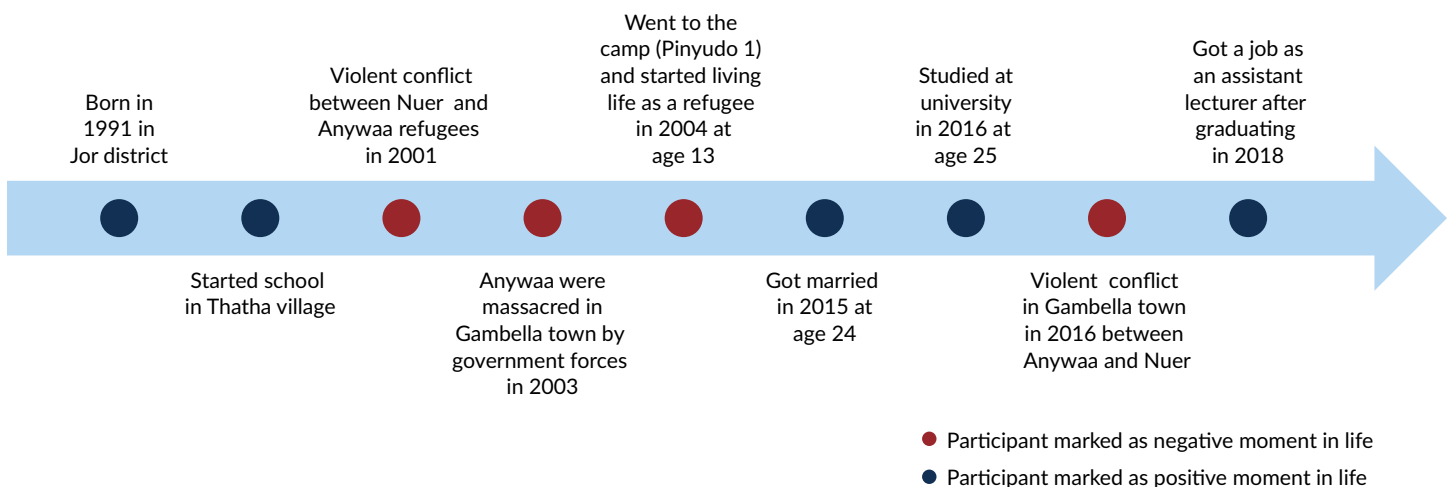 Born in
1991 in
Jor district
Started school
in Thatha village
Violent conflict
between Nuer and
Anywaa refugees
in 2001
Anywaa were
massacred in
Gambella town by
government forces
in 2003
Went to the
camp (Pinyudo 1)
and started living
life as a refugee
in 2004 at
age 13
Got married
in 2015 at
age 24
Studied at
university
in 2016 at
age 25
Violent conflict
in Gambella town
in 2016 between
Anywaa and Nuer
Got a job as
an assistant
lecturer after
graduating
in 2018
Participant marked as negative moment in life
Participant marked as positive moment in life